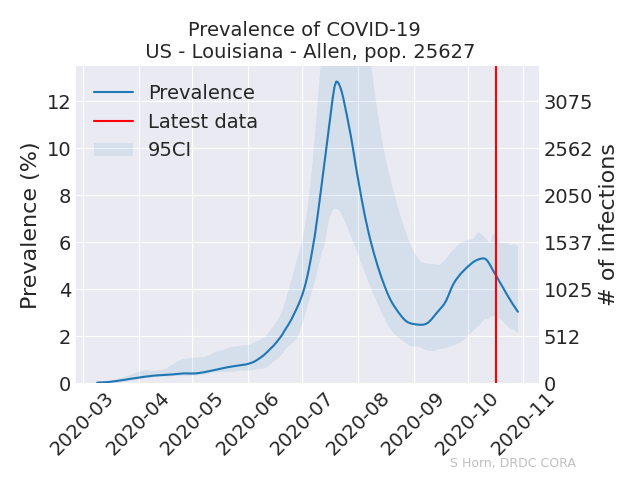 Prevalence of COVID-19
US - Louisiana - Allen, pop. 25627
Prevalence
Latest data
95CI
Prevalence (%)
12
10
8
6
4
2
0
3075
2562
2050
1537
1025
512
0
# of infections
2020-03
2020-04
2020-05
2020-06
2020-07
2020-08
2020-09
2020-10
2020-11
S Horn, DRDC CORA